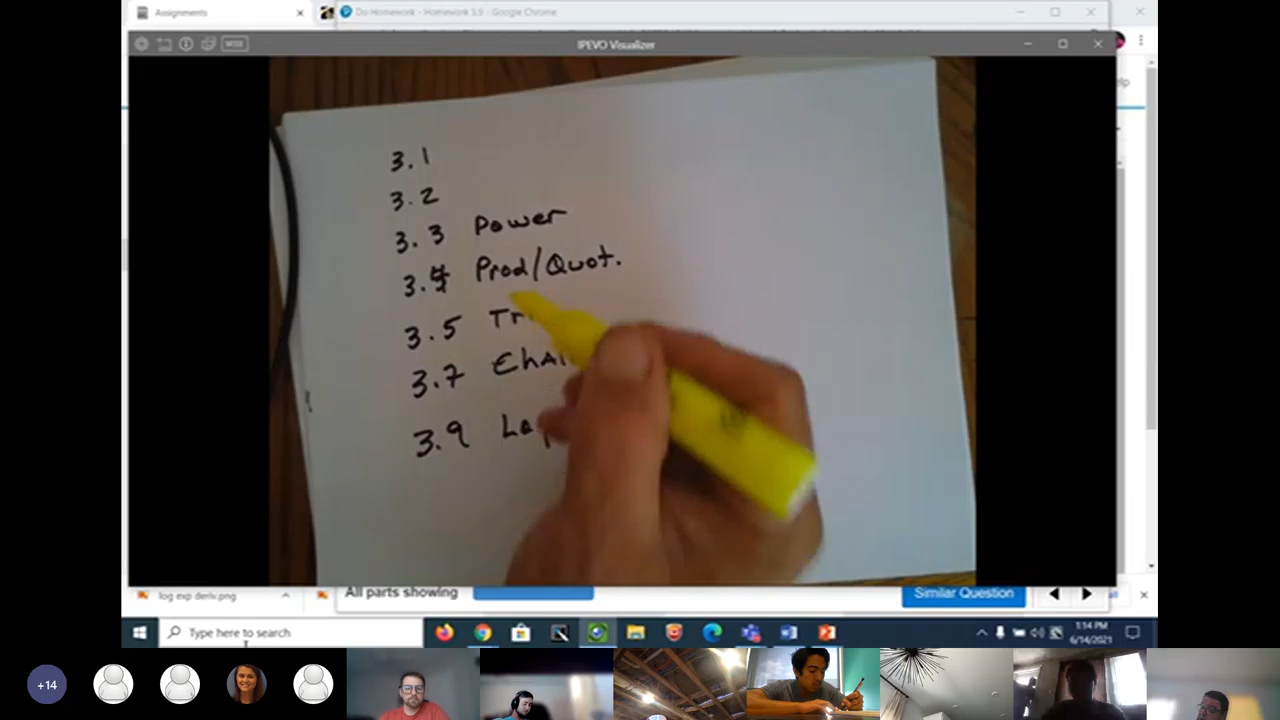 Assignments
Do Homework - Homework 3.9 - Google Chrome
WEB
IPEVO Visualizer
3.1
3.2
3.3 Power
3.4 Prod/Quot.
3.5
3.7
3.9
log exp deriv.png
All parts showing
Similar Question
Type here to search
1:14 PM
6/14/2021
+14